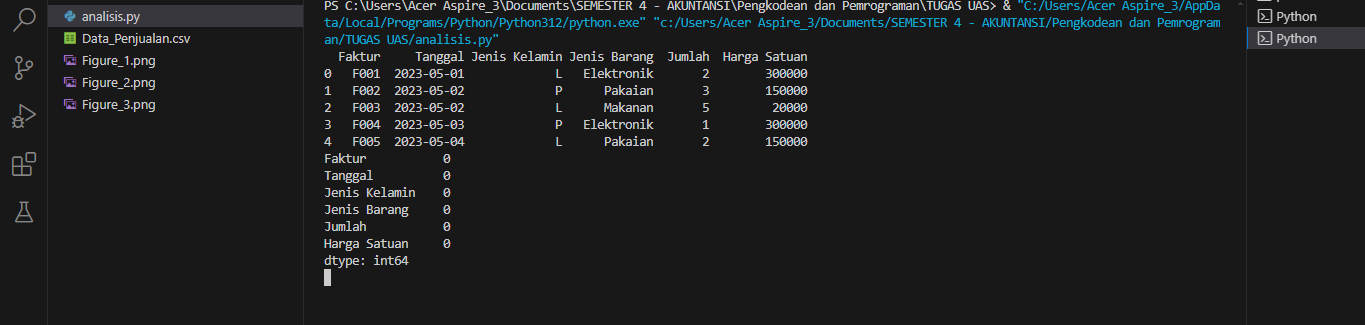 analisis.py
Data_Penjualan.csv
Figure_1.png
Figure_2.png
Figure_3.png
PS C:\Users\Acer Aspire_3\Documents\SEMESTER 4 - AKUNTANSI\Pengkodean dan Pemrograman\TUGAS UAS> & "C:/Users/Acer Aspire_3/AppDa
ta/Local/Programs/Python/Python312/python.exe" "c:/Users/Acer Aspire_3/Documents/SEMESTER 4 - AKUNTANSI/Pengkodean dan Pemrogram
an/TUGAS UAS/analisis.py"
Faktur Tanggal Jenis Kelamin Jenis Barang Jumlah Harga Satuan
0 F001 2023-05-01 L Elektronik 2 300000
1 F002 2023-05-02 P Pakaian 3 150000
2 F003 2023-05-02 L Makanan 5 20000
3 F004 2023-05-03 P Elektronik 1 300000
4 F005 2023-05-04 L Pakaian 2 150000
Faktur 0
Tanggal 0
Jenis Kelamin 0
Jenis Barang 0
Jumlah 0
Harga Satuan 0
dtype: int64
Python
Python